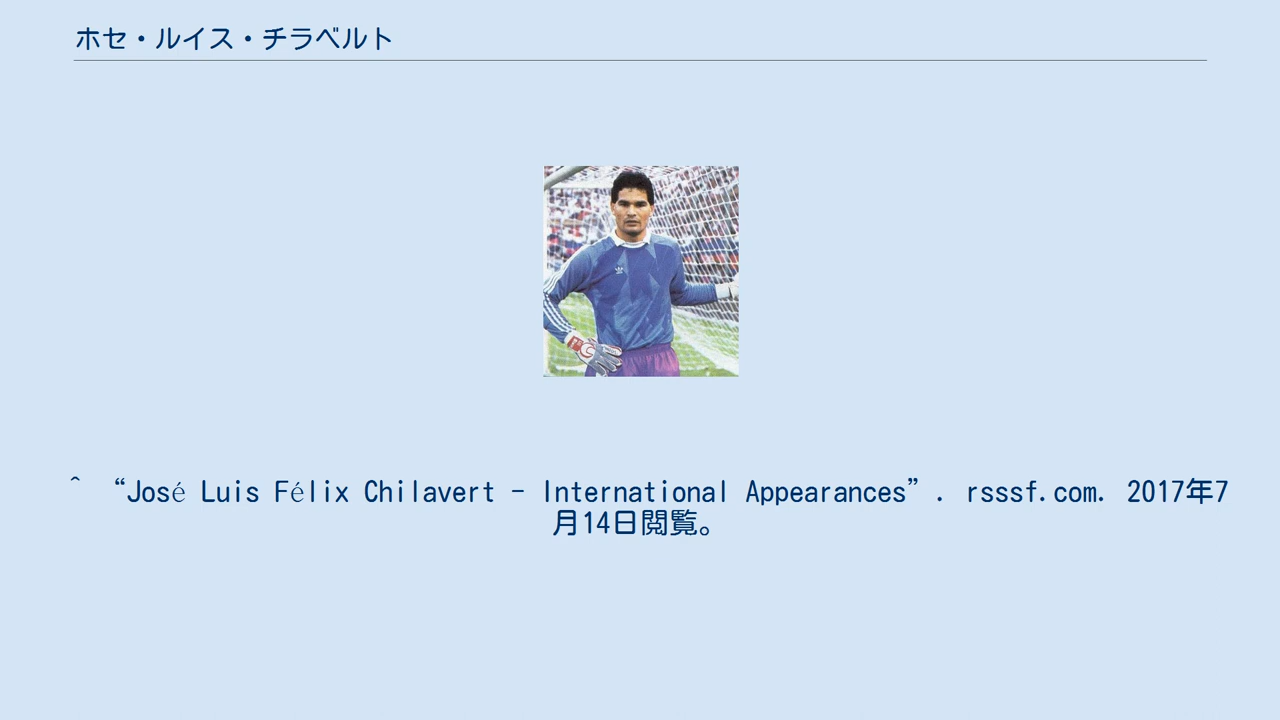 ホセ・ルイス・チラベルト
^ “José Luis Félix Chilavert - International Appearances”. rsssf.com. 2017年7
月14日閲覧。